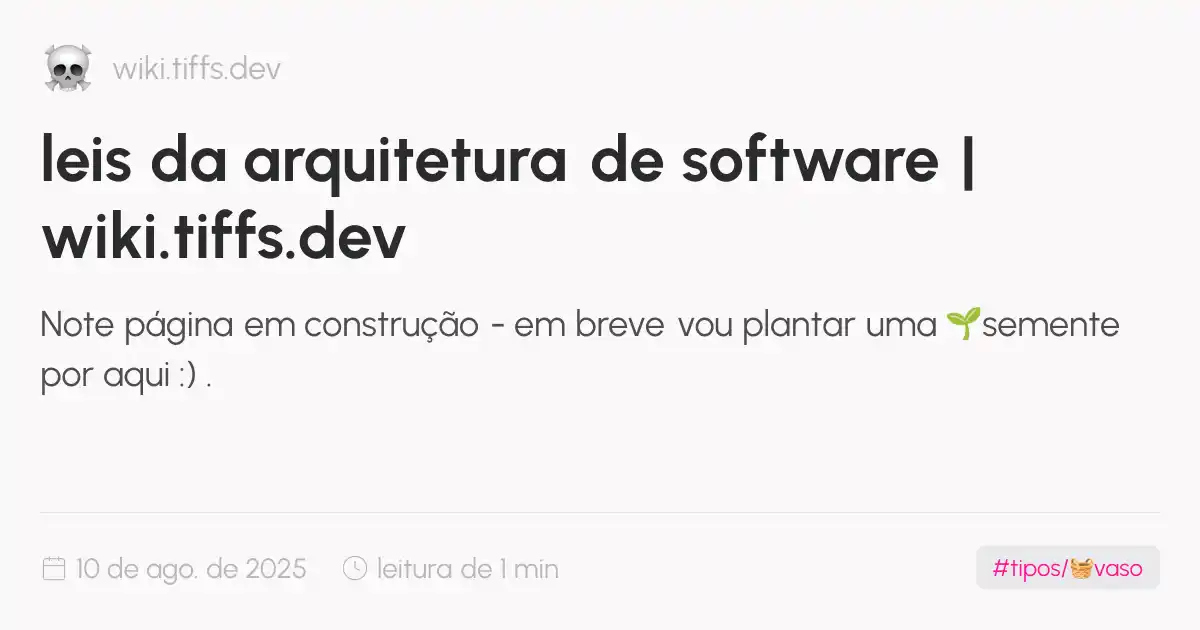 wiki.tiffs.dev
leis da arquitetura de software |
wiki.tiffs.dev
Note página em construção - em breve vou plantar uma 🌱semente
por aqui :) .
10 de ago. de 2025 leitura de 1 min #tipos/🧺vaso